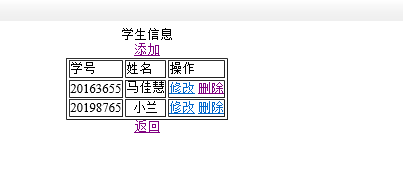 学生信息
添加
学号 姓名 操作
20163655 马佳慧 修改 删除
20198765 小兰 修改 删除
返回